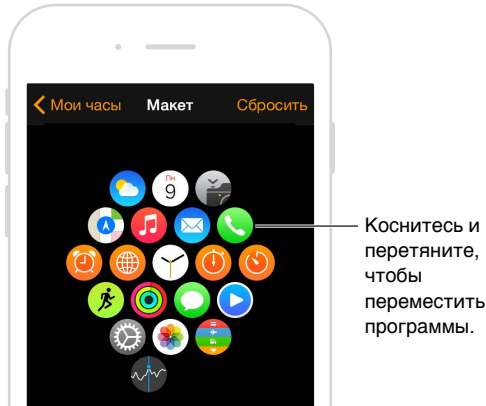 Мои часы Макет Сбросить
Пн
9
Коснитесь и
перетяните,
чтобы
переместить
программы.